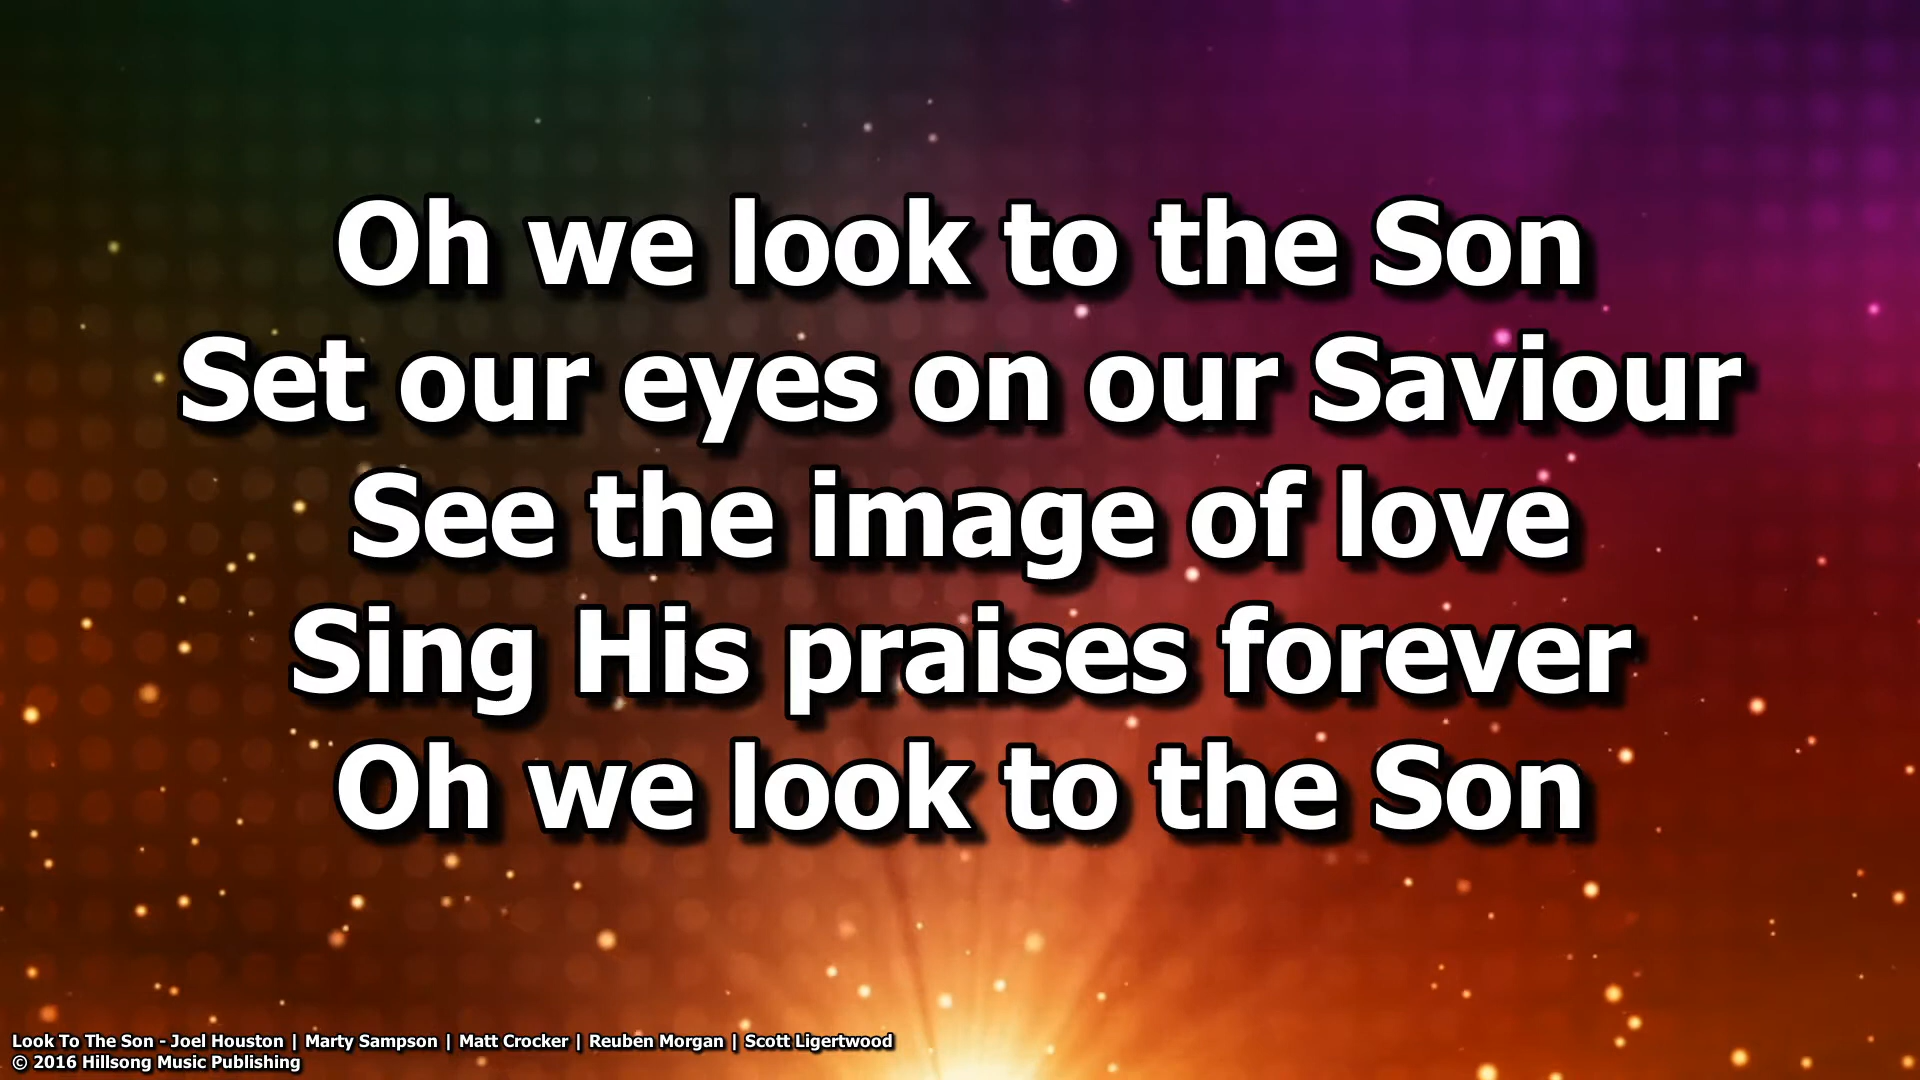 Oh we look to the Son
Set our eyes on our Saviour
See the image of love
Sing His praises forever
Oh we look to the Son
Look To The Son - Joel Houston | Marty Sampson | Matt Crocker | Reuben Morgan | Scott Ligertwood
© 2016 Hillsong Music Publishing